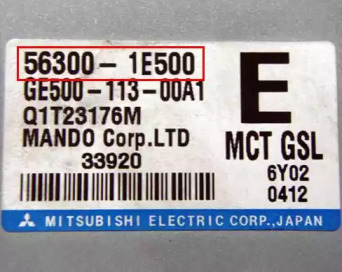 56300-1E500
GE500-113-00A1
Q1T23176M
MANDO Corp.LTD
33920
E
MCT GSL
6Y02
0412
MITSUBISHI ELECTRIC CORP.,JAPAN